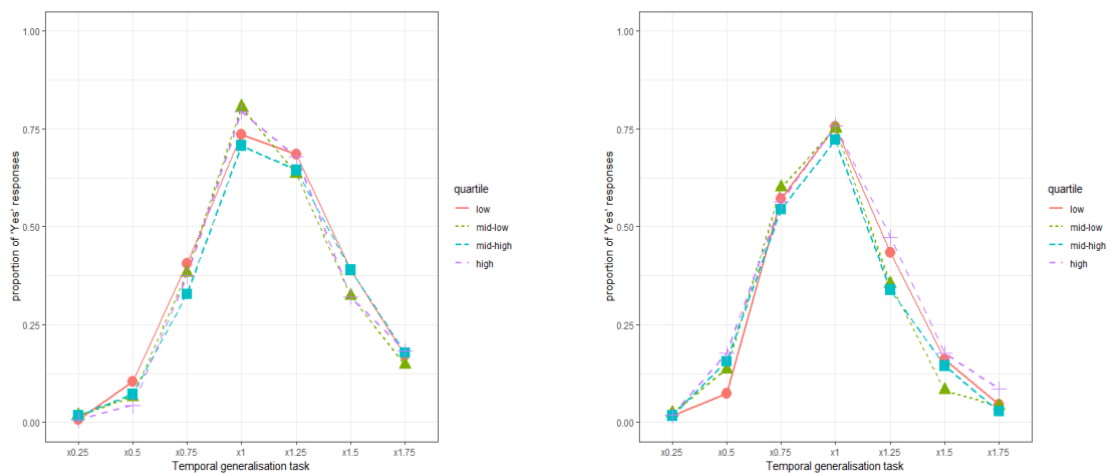 1.00
0.75
0.50
0.25
0.00
proportion of 'Yes' responses
x0.25 x0.5 x0.75 x1 x1.25 x1.5 x1.75
Temporal generalisation task
quartile
low
mid-low
mid-high
high
1.00
0.75
0.50
0.25
0.00
proportion of 'Yes' responses
x0.25 x0.5 x0.75 x1 x1.25 x1.5 x1.75
Temporal generalisation task
quartile
low
mid-low
mid-high
high